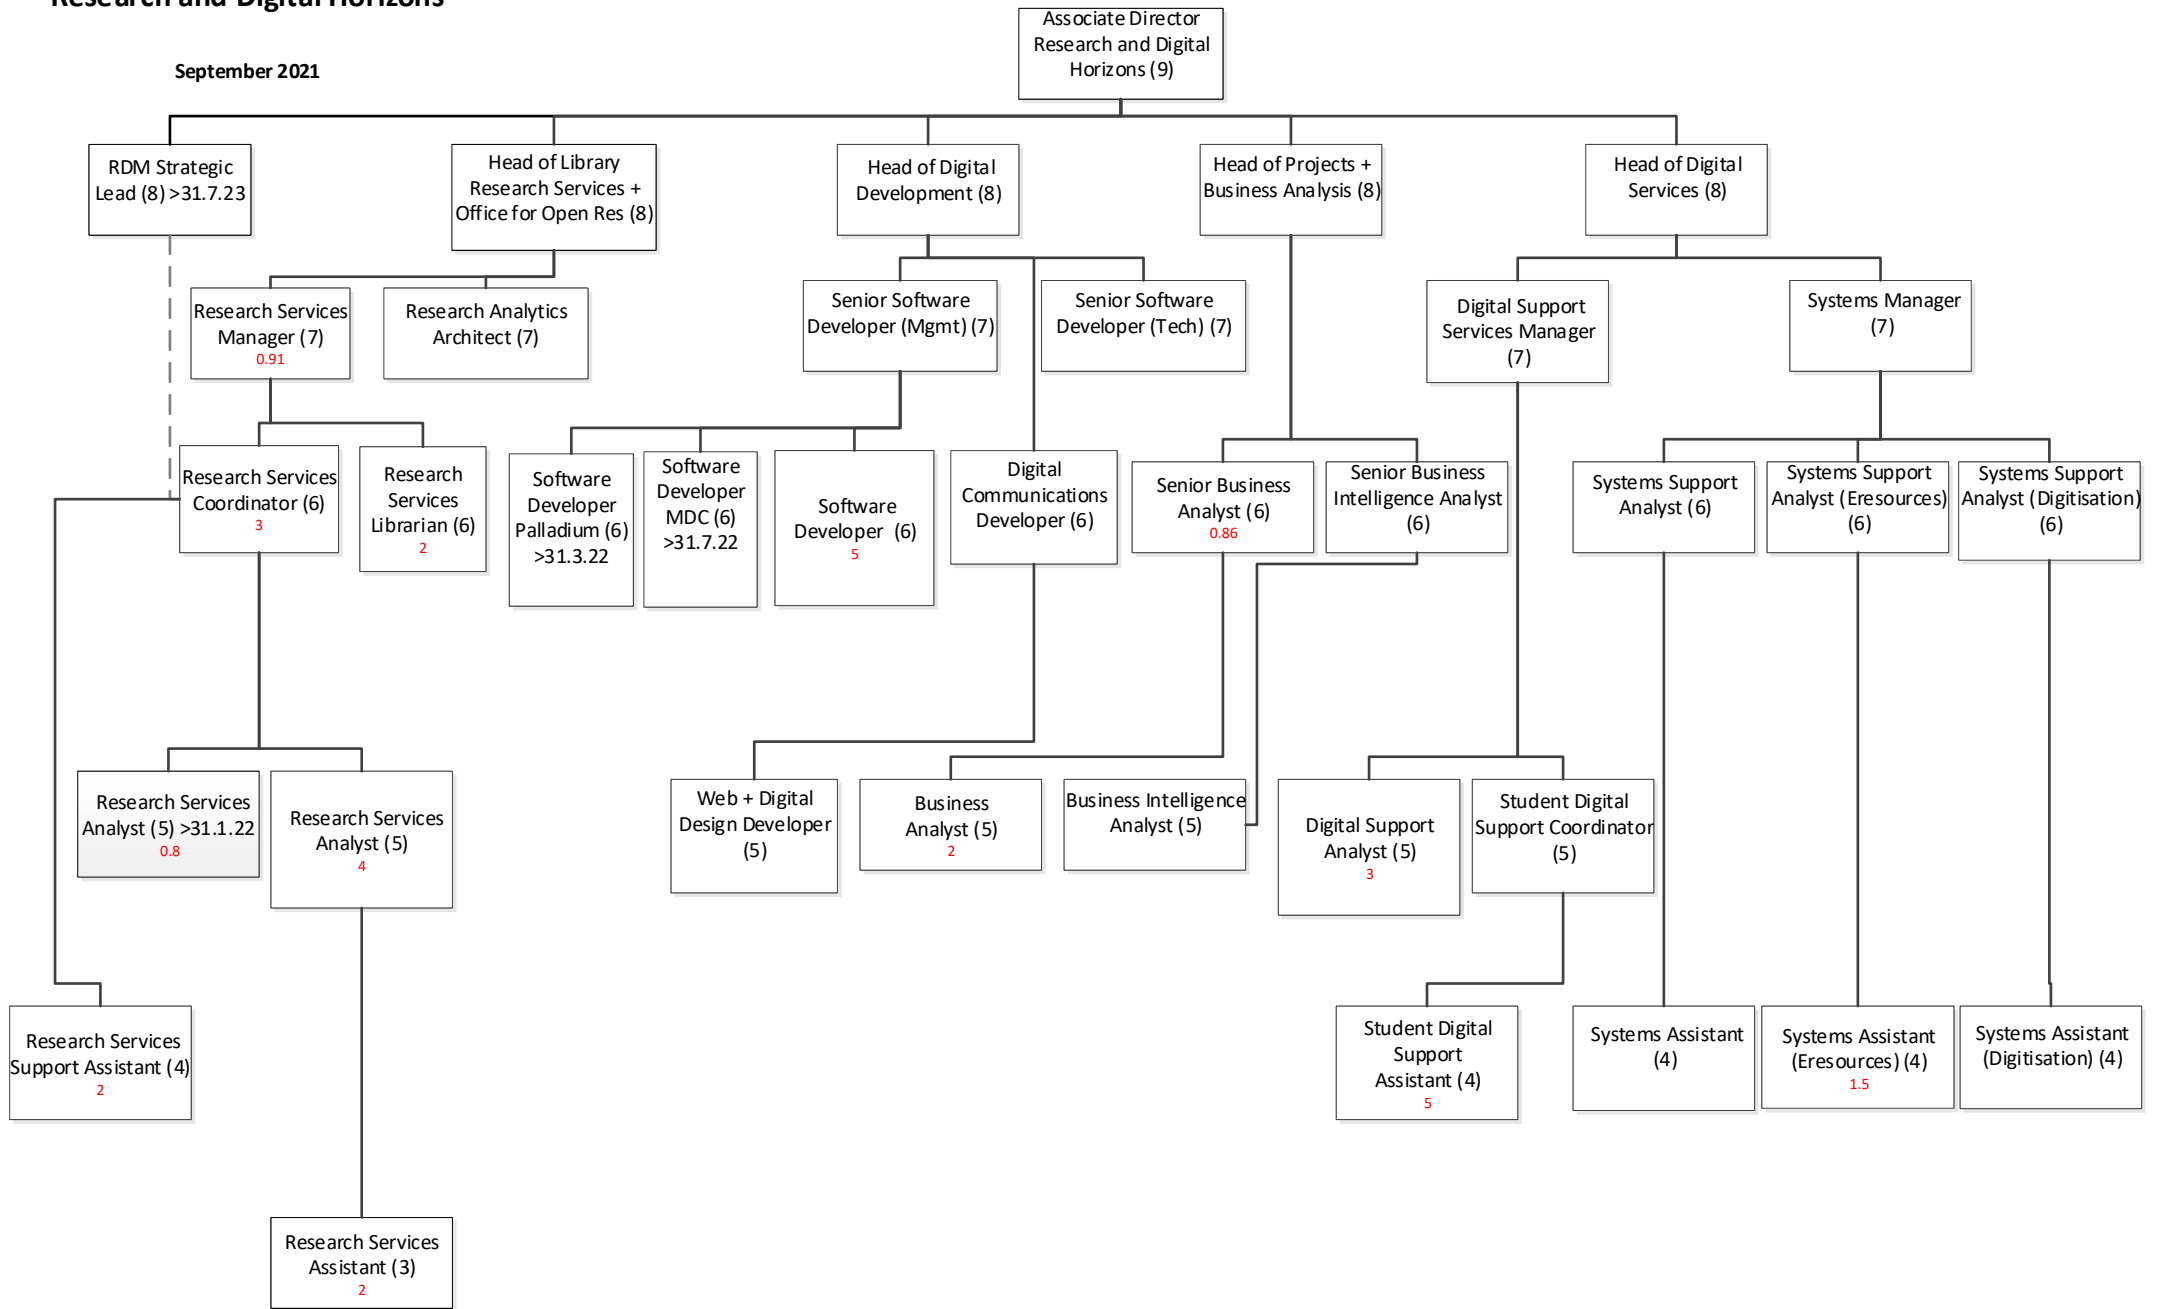 Research and Digital Horizons
September 2021
Associate Director
Research and Digital
Horizons (9)
RDM Strategic
Lead (8) >31.7.23
Head of Library
Research Services +
Office for Open Res (8)
Head of Digital
Development (8)
Head of Projects +
Business Analysis (8)
Head of Digital
Services (8)
Research Services
Manager (7)
0.91
Research Analytics
Architect (7)
Senior Software
Developer (Mgmt) (7)
Senior Software
Developer (Tech) (7)
Digital Support
Services Manager
(7)
Systems Manager
(7)
Research Services
Coordinator (6)
3
Research
Services
Librarian (6)
2
Software
Developer
Palladium (6)
>31.3.22
Software
Developer
MDC (6)
>31.7.22
Software
Developer (6)
5
Digital
Communications
Developer (6)
Senior Business
Analyst (6)
0.86
Senior Business
Intelligence Analyst
(6)
Systems Support
Analyst (6)
Systems Support
Analyst (Eresources)
(6)
Systems Support
Analyst (Digitisation)
(6)
Research Services
Analyst (5) >31.1.22
0.8
Research Services
Analyst (5)
4
Web + Digital
Design Developer
(5)
Business
Analyst (5)
2
Business Intelligence
Analyst (5)
Digital Support
Analyst (5)
3
Student Digital
Support Coordinator
(5)
Research Services
Support Assistant (4)
2
Student Digital
Support
Assistant (4)
5
Systems Assistant
(4)
Systems Assistant
(Eresources) (4)
1.5
Systems Assistant
(Digitisation) (4)
Research Services
Assistant (3)
2